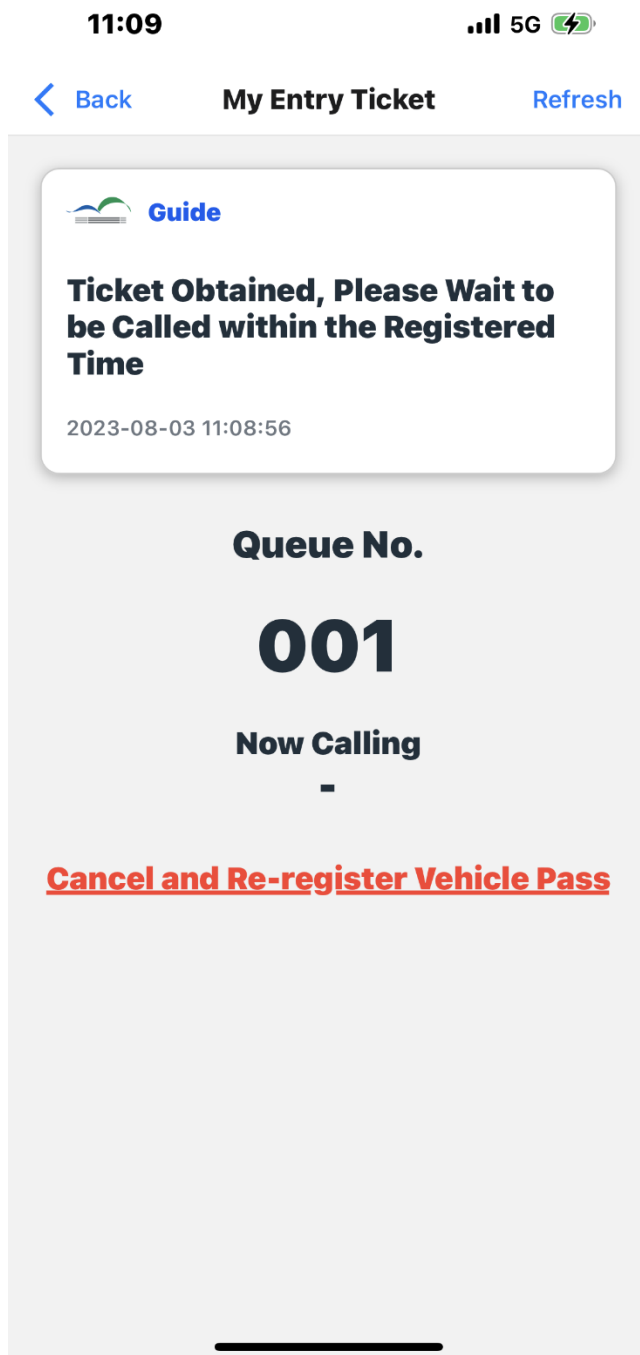 11:09
5G
Back
My Entry Ticket
Refresh
Guide
Ticket Obtained, Please Wait to
be Called within the Registered
Time
2023-08-03 11:08:56
Queue No.
001
Now Calling
-
Cancel and Re-register Vehicle Pass